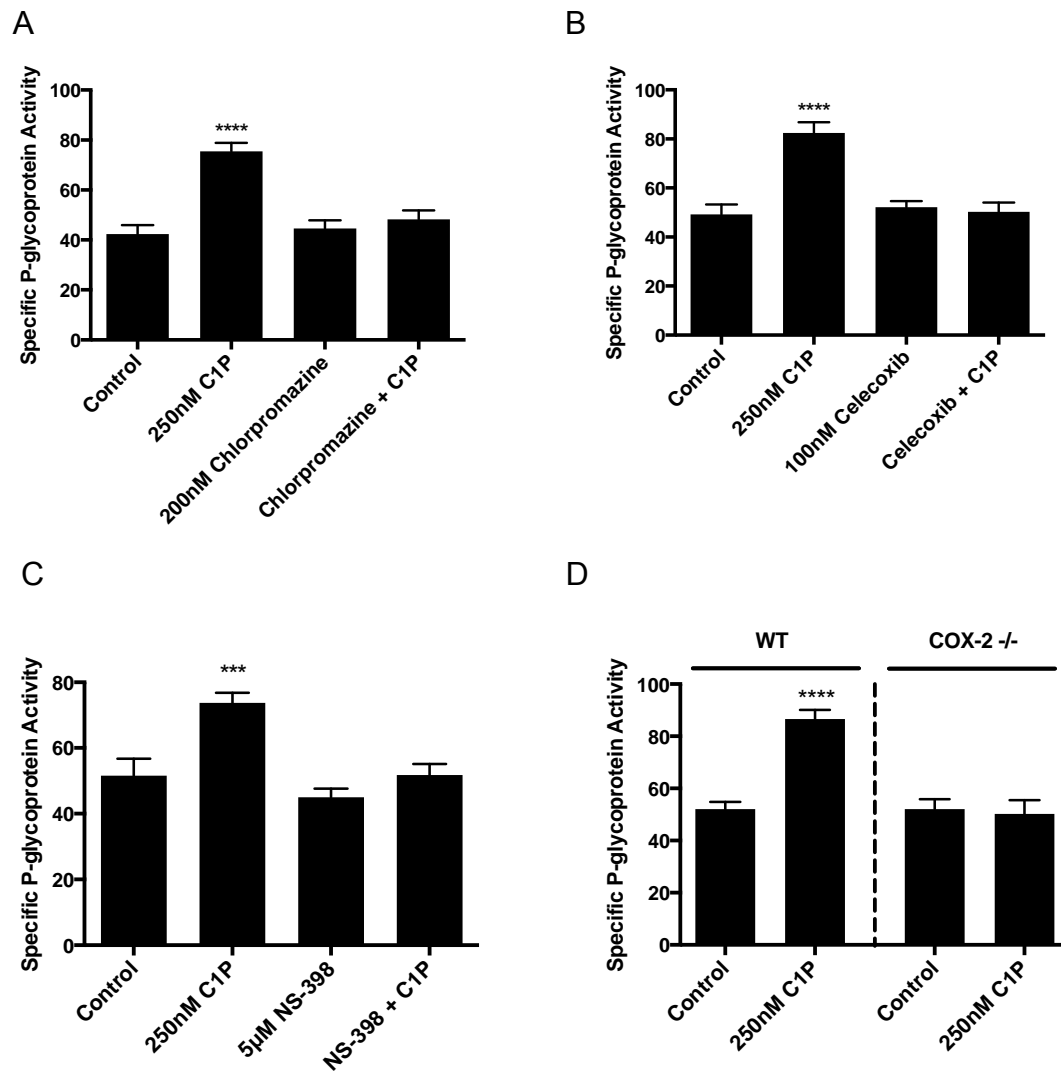 A
Specific P-glycoprotein Activity
100
80
60
40
20
0
****
Control
250nM C1P
200nM Chlorpromazine
Chlorpromazine + C1P
B
Specific P-glycoprotein Activity
100
80
60
40
20
0
****
Control
250nM C1P
100nM Celecoxib
Celecoxib + C1P
C
Specific P-glycoprotein Activity
80
60
40
20
0
***
Control
250nM C1P
5µM NS-398
NS-398 + C1P
D
WT
COX-2 -/-
Specific P-glycoprotein Activity
100
80
60
40
20
0
****
Control
250nM C1P
Control
250nM C1P